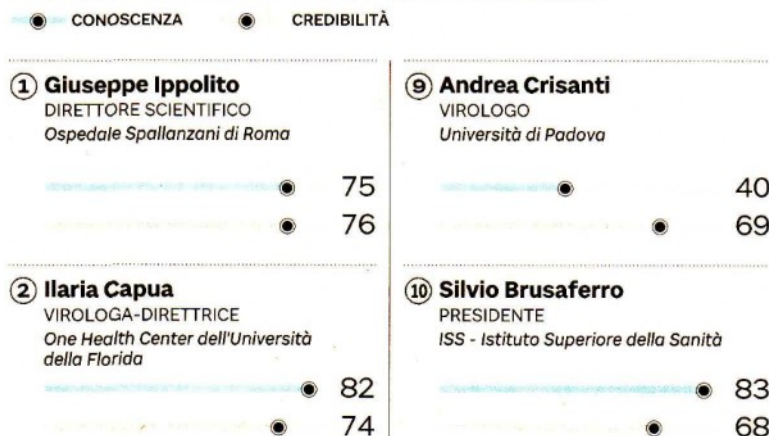 CONOSCENZA CREDIBILITÀ
1 Giuseppe Ippolito
DIRETTORE SCIENTIFICO
Ospedale Spallanzani di Roma
75
76
2 Ilaria Capua
VIROLOGA-DIRETTRICE
One Health Center dell'Università
della Florida
82
74
9 Andrea Crisanti
VIROLOGO
Università di Padova
40
69
10 Silvio Brusaferro
PRESIDENTE
ISS - Istituto Superiore della Sanità
83
68